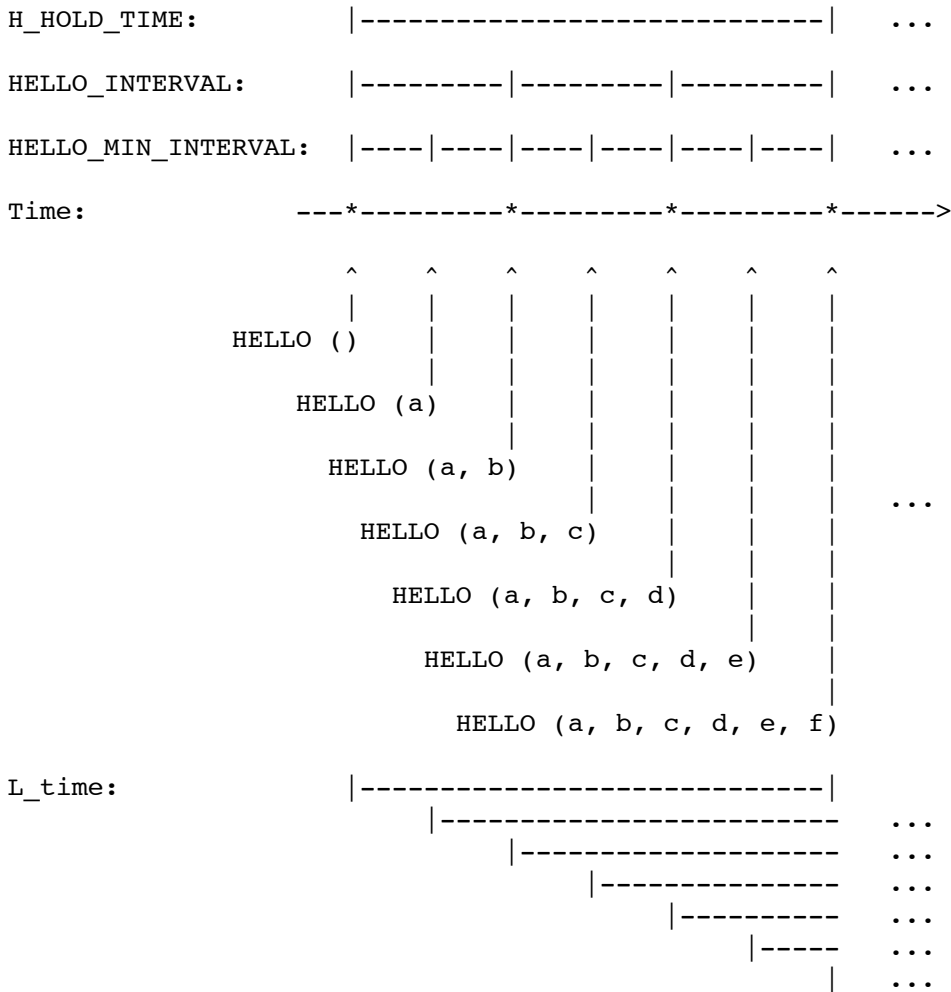 H_HOLD_TIME: |-----------------------------| ...
HELLO_INTERVAL: |---------|---------|---------| ...
HELLO_MIN_INTERVAL: |----|----|----|----|----|----| ...
Time: ---*---------*---------*---------*------>
^ ^ ^ ^ ^ ^ ^
| | | | | | |
HELLO () | | | | | |
| | | | | |
HELLO (a) | | | | |
| | | | |
HELLO (a, b) | | | |
| | | | ...
HELLO (a, b, c) | | |
| | |
HELLO (a, b, c, d) | |
| |
HELLO (a, b, c, d, e) |
|
HELLO (a, b, c, d, e, f)
L_time: |-----------------------------|
|------------------------- ...
|-------------------- ...
|--------------- ...
|---------- ...
|----- ...
| ...